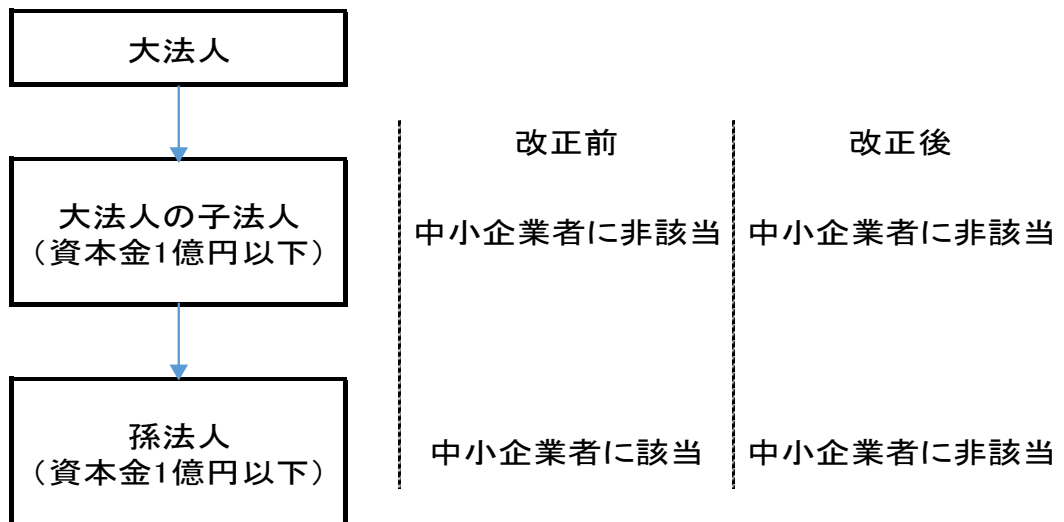 大法人
改正前
改正後
大法人の子法人
（資本金1億円以下）
中小企業者に非該当
中小企業者に非該当
孫法人
（資本金1億円以下）
中小企業者に該当
中小企業者に非該当